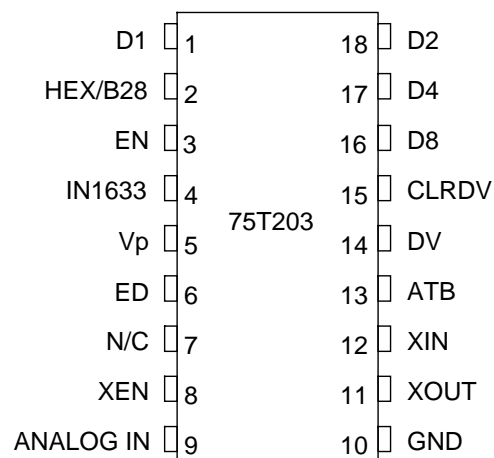 D1 1 18 D2
HEX/B28 2 17 D4
EN 3 16 D8
IN1633 4 15 CLRDV
75T203
Vp 5 14 DV
ED 6 13 ATB
N/C 7 12 XIN
XEN 8 11 XOUT
ANALOG IN 9 10 GND